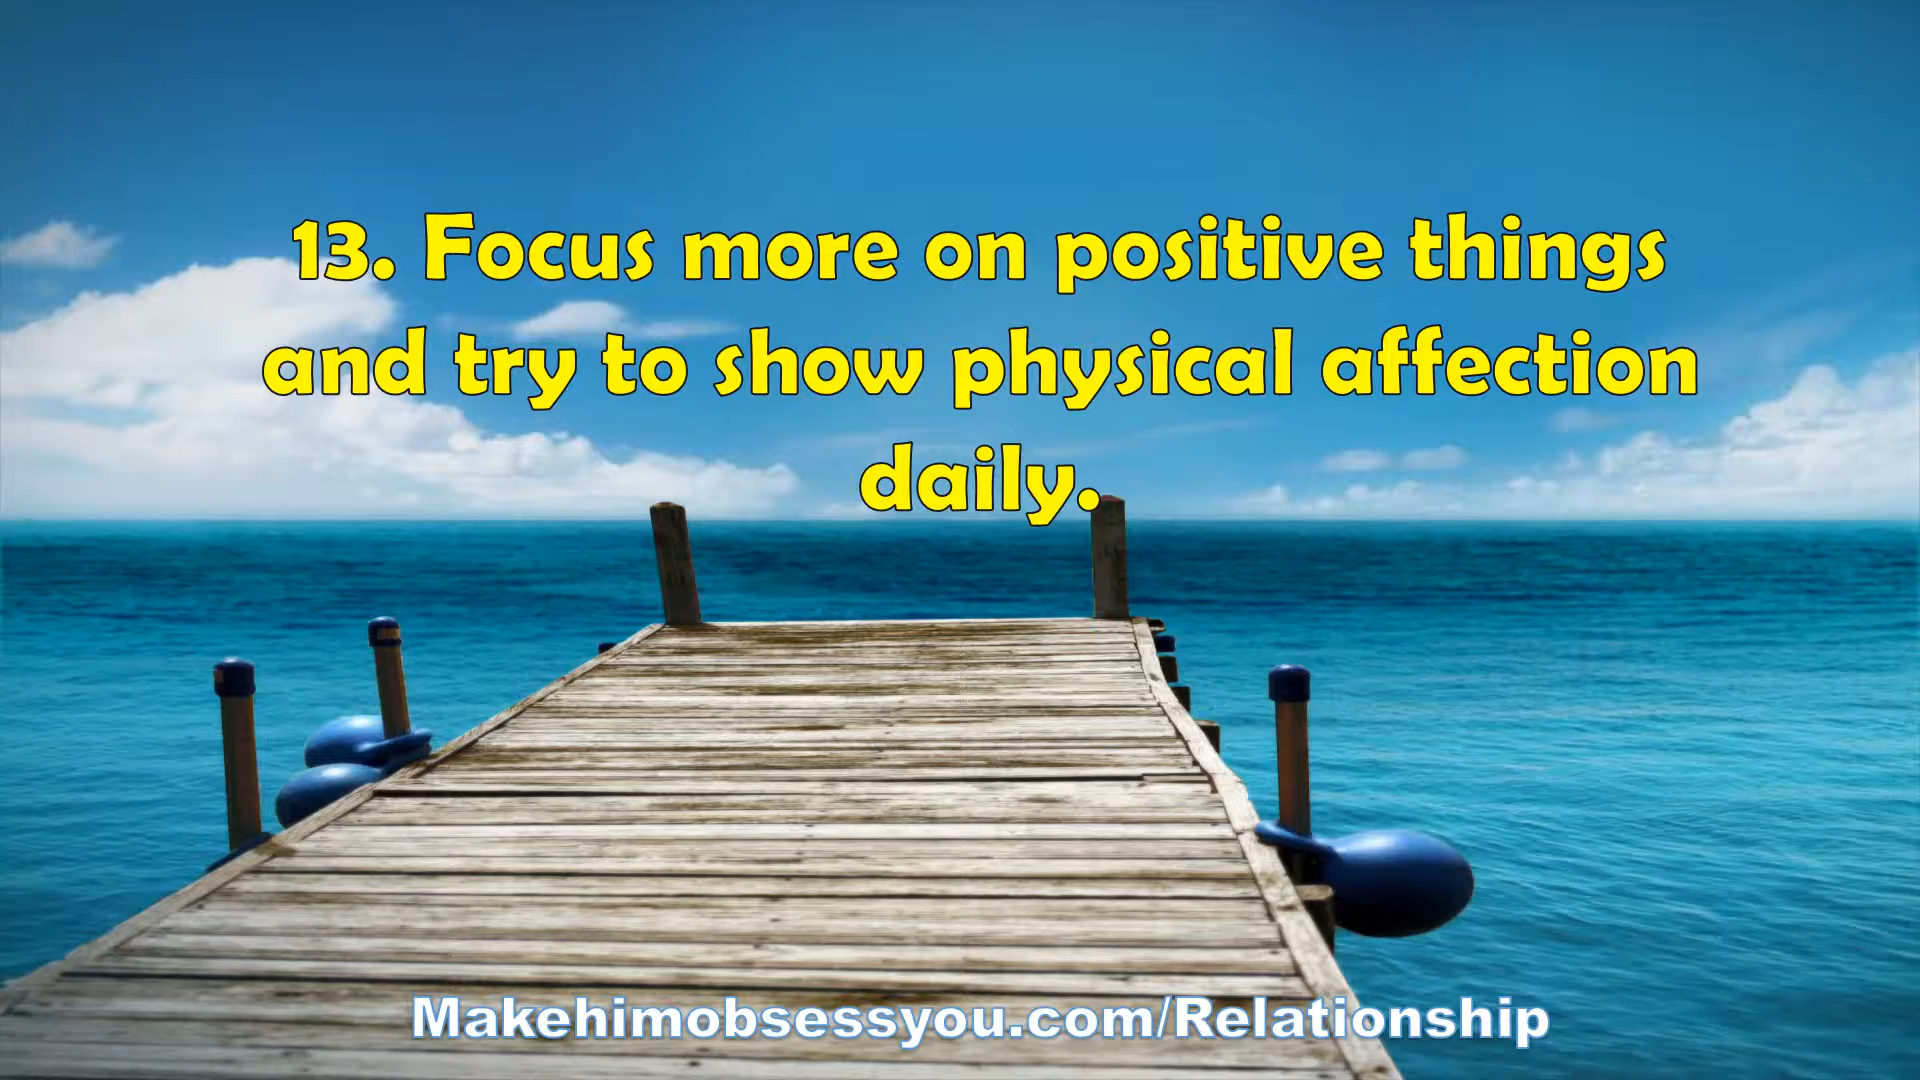 13. Focus more on positive things
and try to show physical affection
daily.
Makehimobsessyou.com/Relationship